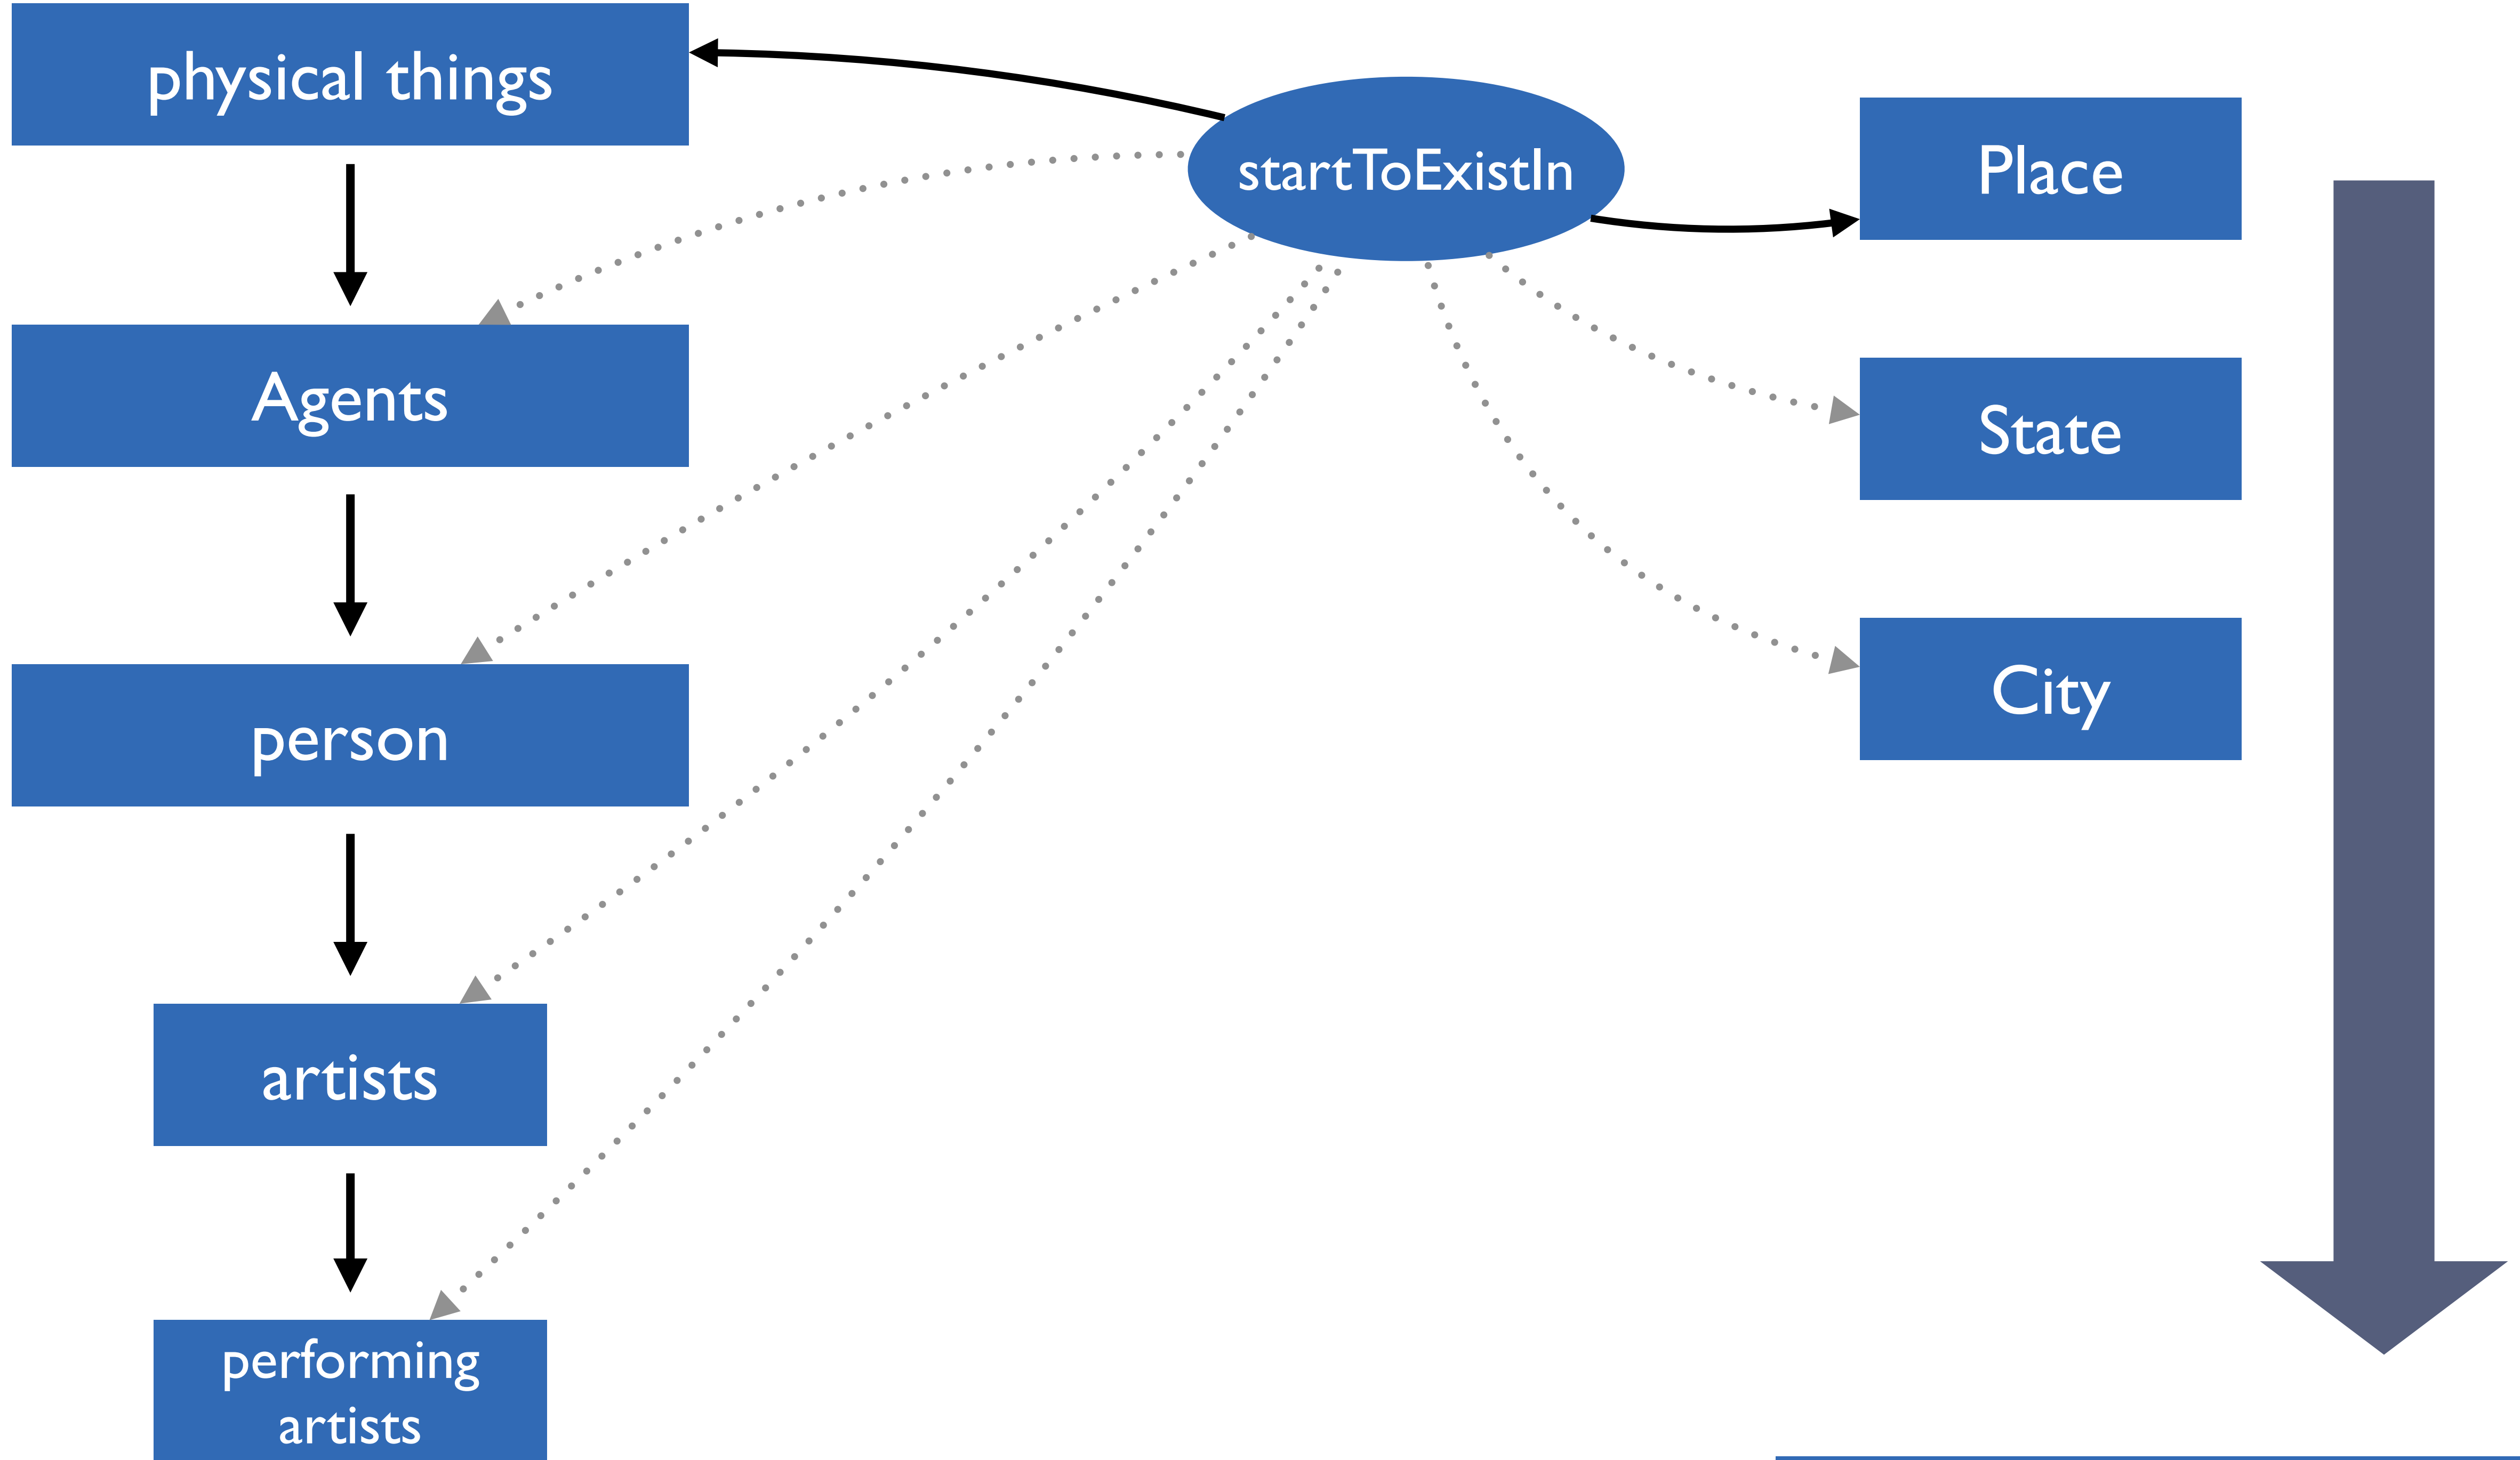 physical things
startToExistIn
Place
Agents
State
person
City
artists
performing
artists